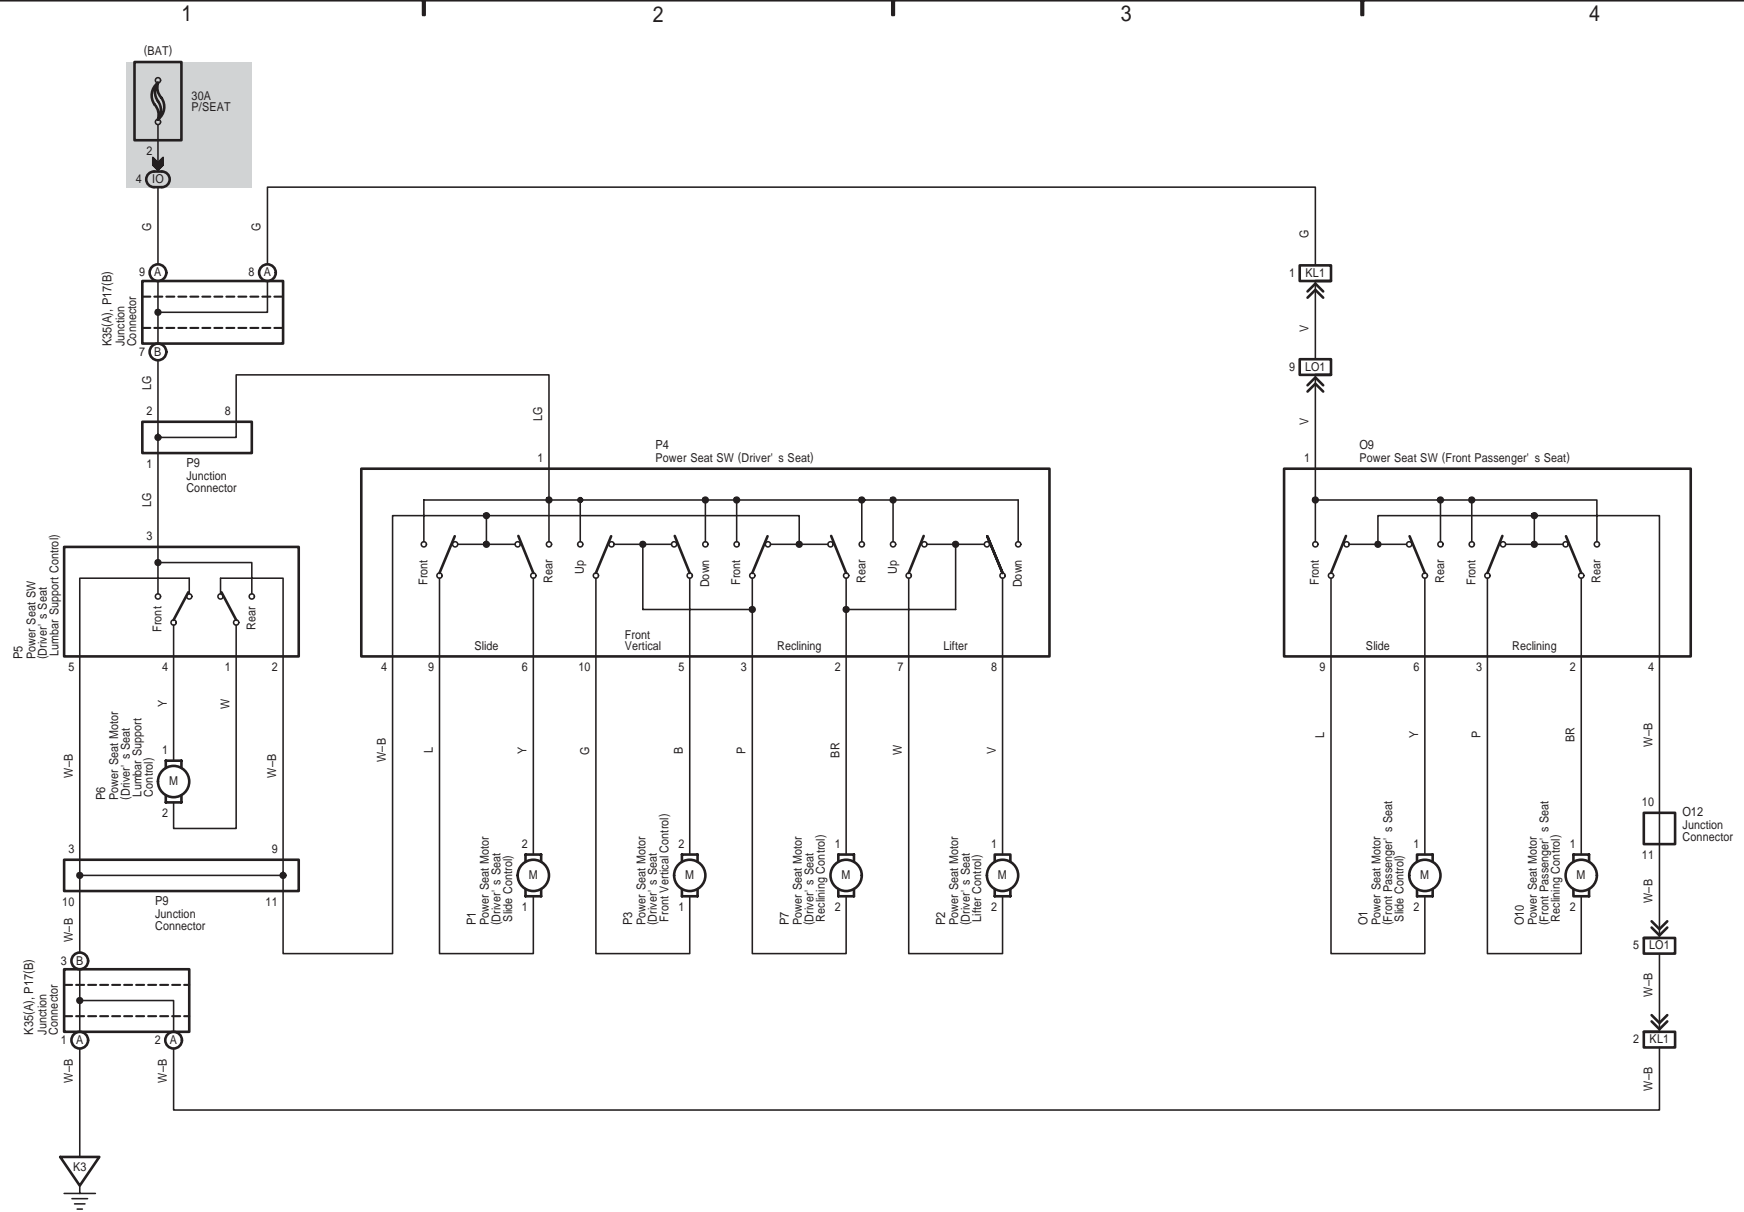 1 2 3 4
(BAT)
30A
P/SEAT
2
4 IO
G G G
9 A 8 A
K35(A), P17(B)
Junction
Connector
7 B
1 KL1
V
9 LO1
V
LG
2 8
LG
1
P9
Junction
Connector
LG
3
P5
Power Seat SW
(Driver' s Seat
Lumbar Support Control)
Front Rear
5 4 1 2
P4
Power Seat SW (Driver' s Seat)
1
Front Rear Up Down Front Rear Up Down
Slide
Front
Vertical
Reclining
Lifter
4 9 6 10 5 3 2 7 8
O9
Power Seat SW (Front Passenger' s Seat)
1
Front Rear Front Rear
Slide Reclining
9 6 3 2 4
W–B Y W W–B
W–B L Y G B P BR W V
L Y P BR W–B
P6
Power Seat Motor
(Driver' s Seat
Lumbar Support
Control)
1
M
2
3 9
10 11
P9
Junction
Connector
W–B
P1
Power Seat Motor
(Driver' s Seat
Slide Control)
2
M
1
P3
Power Seat Motor
(Driver' s Seat
Front Vertical Control)
2
M
1
P7
Power Seat Motor
(Driver' s Seat
Reclining Control)
1
M
2
P2
Power Seat Motor
(Driver' s Seat
Lifter Control)
1
M
2
O1
Power Seat Motor
(Front Passenger' s Seat
Slide Control)
1
M
2
O10
Power Seat Motor
(Front Passenger' s Seat
Reclining Control)
1
M
2
10
O12
Junction
Connector
11
W–B
5 LO1
W–B
2 KL1
W–B
3 B
K35(A), P17(B)
Junction
Connector
1 A 2 A
W–B W–B
K3